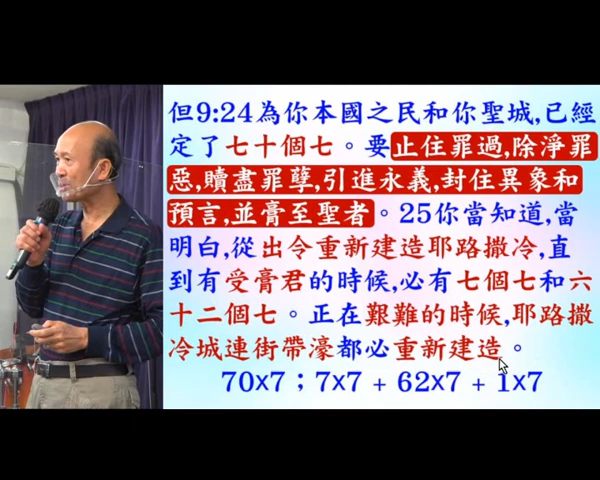 但9:24為你本國之民和你聖城,已經
定了七十個七。要止住罪過,除淨罪
惡,贖盡罪孽,引進永義,封住異象和
預言,並膏至聖者。25你當知道,當
明白,從出令重新建造耶路撒冷,直
到有受膏君的時候,必有七個七和六
十二個七。正在艱難的時候,耶路撒
冷城連街帶濠都必重新建造。
70x7；7x7 + 62x7 + 1x7